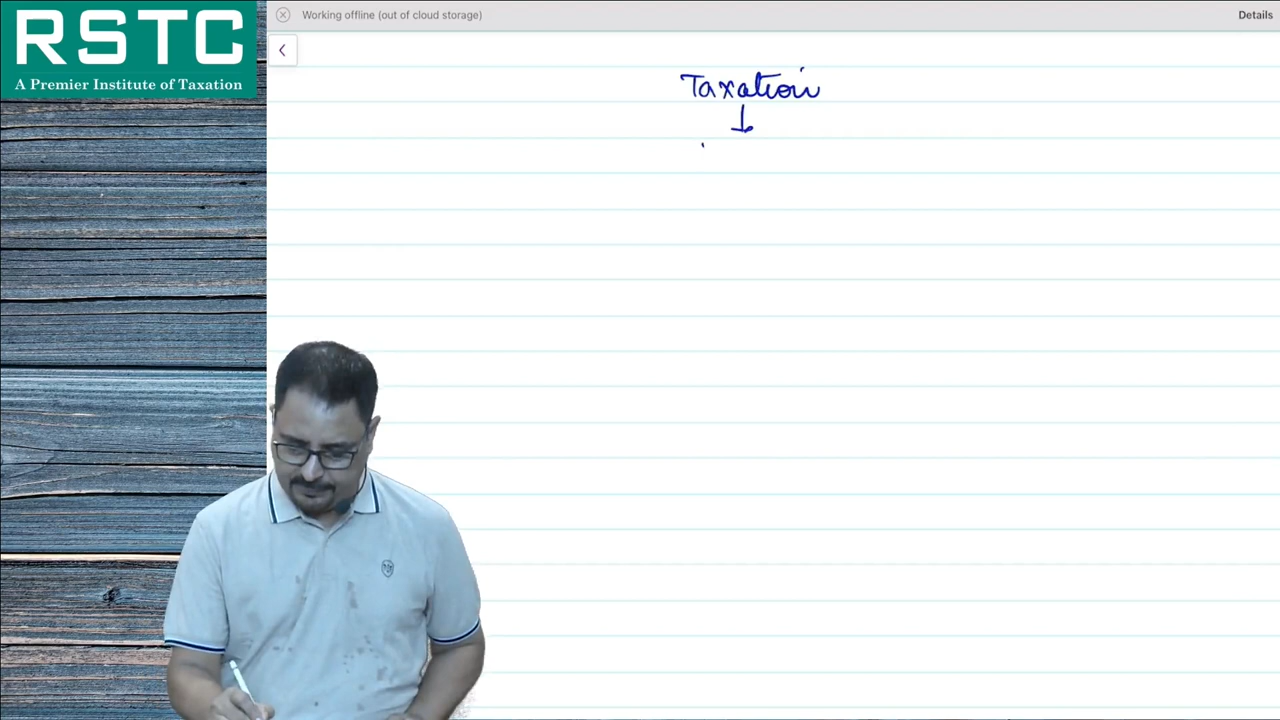 RSTC
A Premier Institute of Taxation
Working offline (out of cloud storage)
Details
Taxation